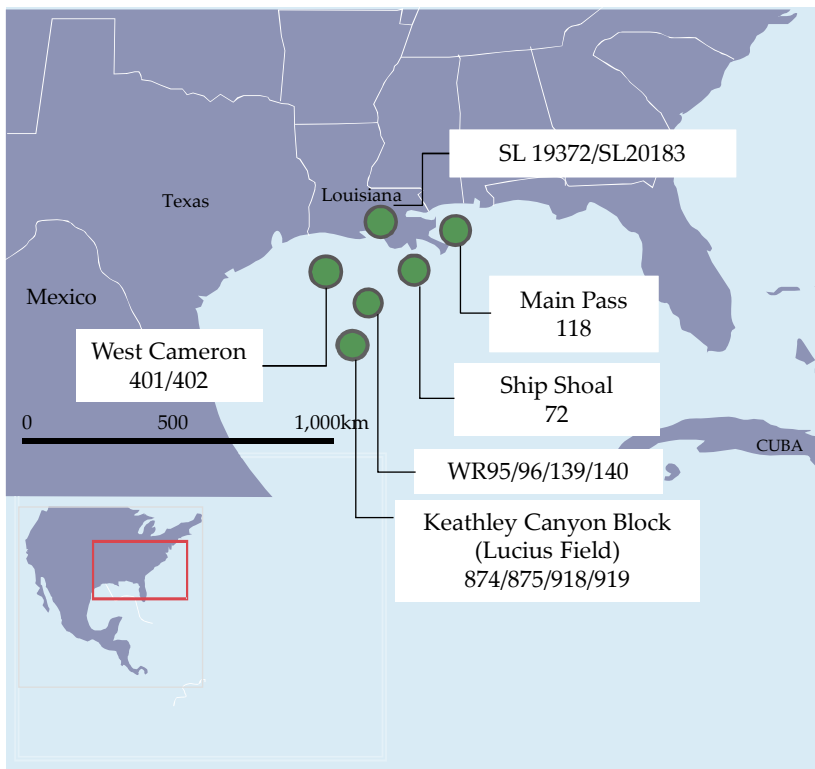 SL 19372/SL20183
Texas
Louisiana
Mexico
Main Pass
118
West Cameron
401/402
Ship Shoal
72
0 500 1,000km
CUBA
WR95/96/139/140
Keathley Canyon Block
(Lucius Field)
874/875/918/919